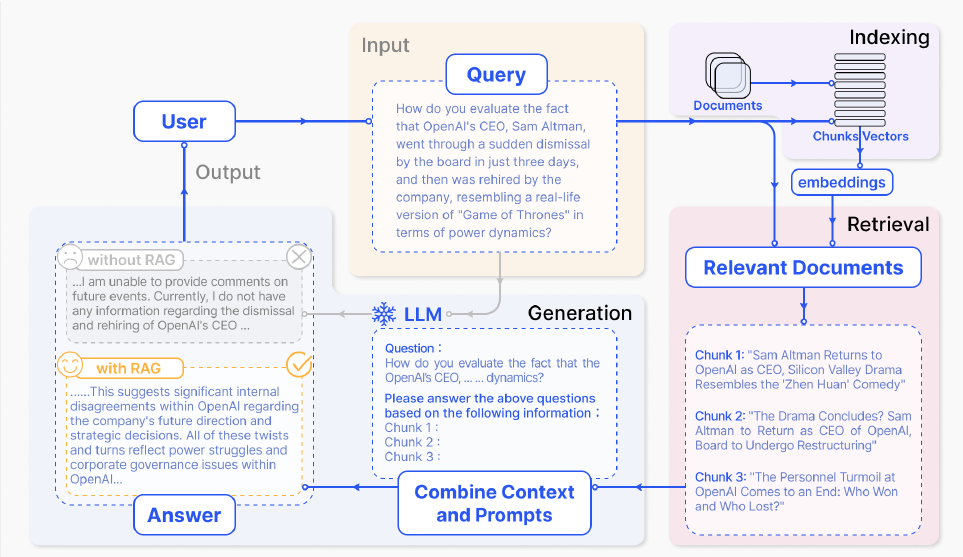 Input
Query
How do you evaluate the fact
that OpenAI's CEO, Sam Altman,
went through a sudden dismissal
by the board in just three days,
and then was rehired by the
company, resembling a real-life
version of "Game of Thrones" in
terms of power dynamics?
Indexing
Documents
Chunks Vectors
embeddings
User
Output
Retrieval
Relevant Documents
Chunk 1: "Sam Altman Returns to
OpenAI as CEO, Silicon Valley Drama
Resembles the 'Zhen Huan' Comedy"
Chunk 2: "The Drama Concludes? Sam
Altman to Return as CEO of OpenAI,
Board to Undergo Restructuring"
Chunk 3: "The Personnel Turmoil at
OpenAI Comes to an End: Who Won
and Who Lost?"
Generation
LLM
Question :
How do you evaluate the fact that the
OpenAI's CEO, ... ... dynamics?
Please answer the above questions
based on the following information :
Chunk 1 :
Chunk 2 :
Chunk 3 :
Combine Context
and Prompts
without RAG
...I am unable to provide comments on
future events. Currently, I do not have
any information regarding the dismissal
and rehiring of OpenAI's CEO ...
with RAG
......This suggests significant internal
disagreements within OpenAI regarding
the company's future direction and
strategic decisions. All of these twists
and turns reflect power struggles and
corporate governance issues within
OpenAI...
Answer